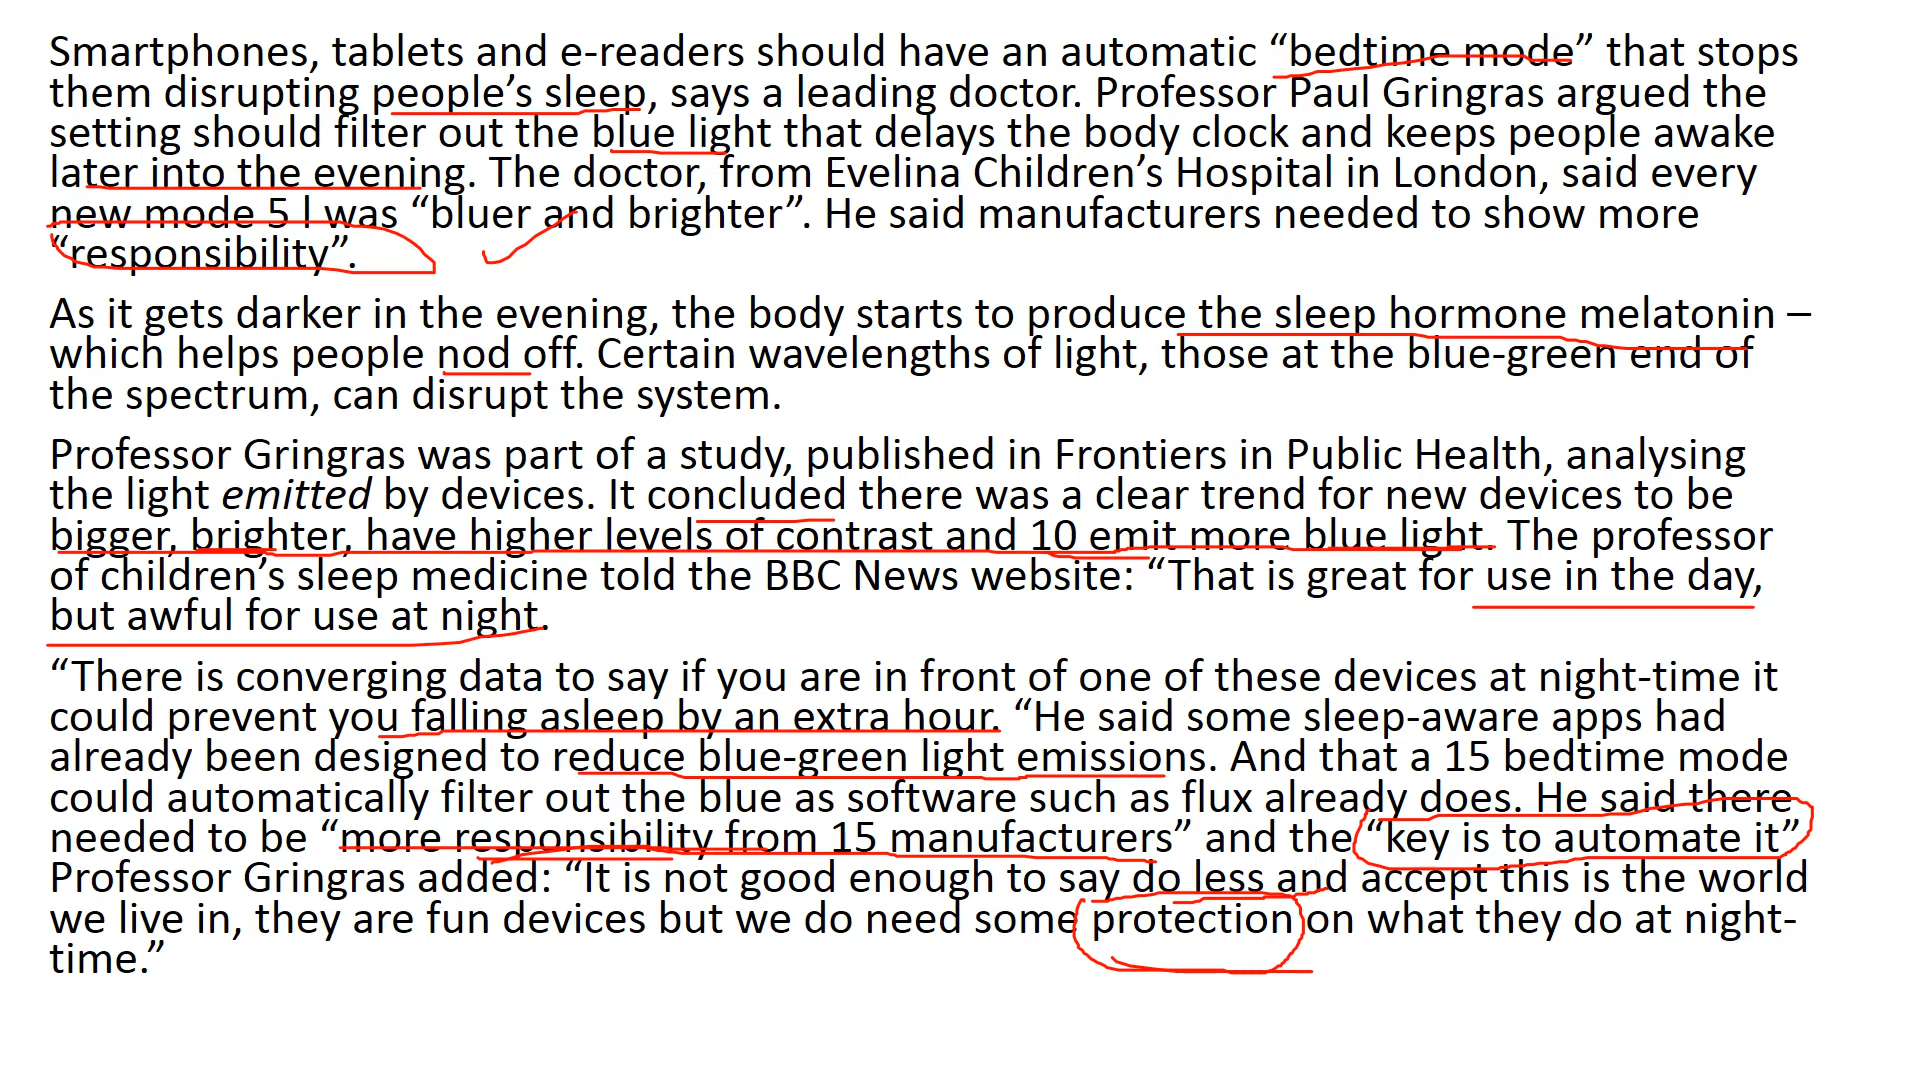 Smartphones, tablets and e-readers should have an automatic “bedtime mode” that stops
them disrupting people’s sleep, says a leading doctor. Professor Paul Gringras argued the
setting should filter out the blue light that delays the body clock and keeps people awake
later into the evening. The doctor, from Evelina Children’s Hospital in London, said every
new mode 5 l was “bluer and brighter”. He said manufacturers needed to show more
“responsibility”.
As it gets darker in the evening, the body starts to produce the sleep hormone melatonin –
which helps people nod off. Certain wavelengths of light, those at the blue-green end of
the spectrum, can disrupt the system.
Professor Gringras was part of a study, published in Frontiers in Public Health, analysing
the light emitted by devices. It concluded there was a clear trend for new devices to be
bigger, brighter, have higher levels of contrast and 10 emit more blue light. The professor
of children’s sleep medicine told the BBC News website: “That is great for use in the day,
but awful for use at night.
“There is converging data to say if you are in front of one of these devices at night-time it
could prevent you falling asleep by an extra hour. “He said some sleep-aware apps had
already been designed to reduce blue-green light emissions. And that a 15 bedtime mode
could automatically filter out the blue as software such as flux already does. He said there
needed to be “more responsibility from 15 manufacturers” and the “key is to automate it”
Professor Gringras added: “It is not good enough to say do less and accept this is the world
we live in, they are fun devices but we do need some protection on what they do at night-
time.”